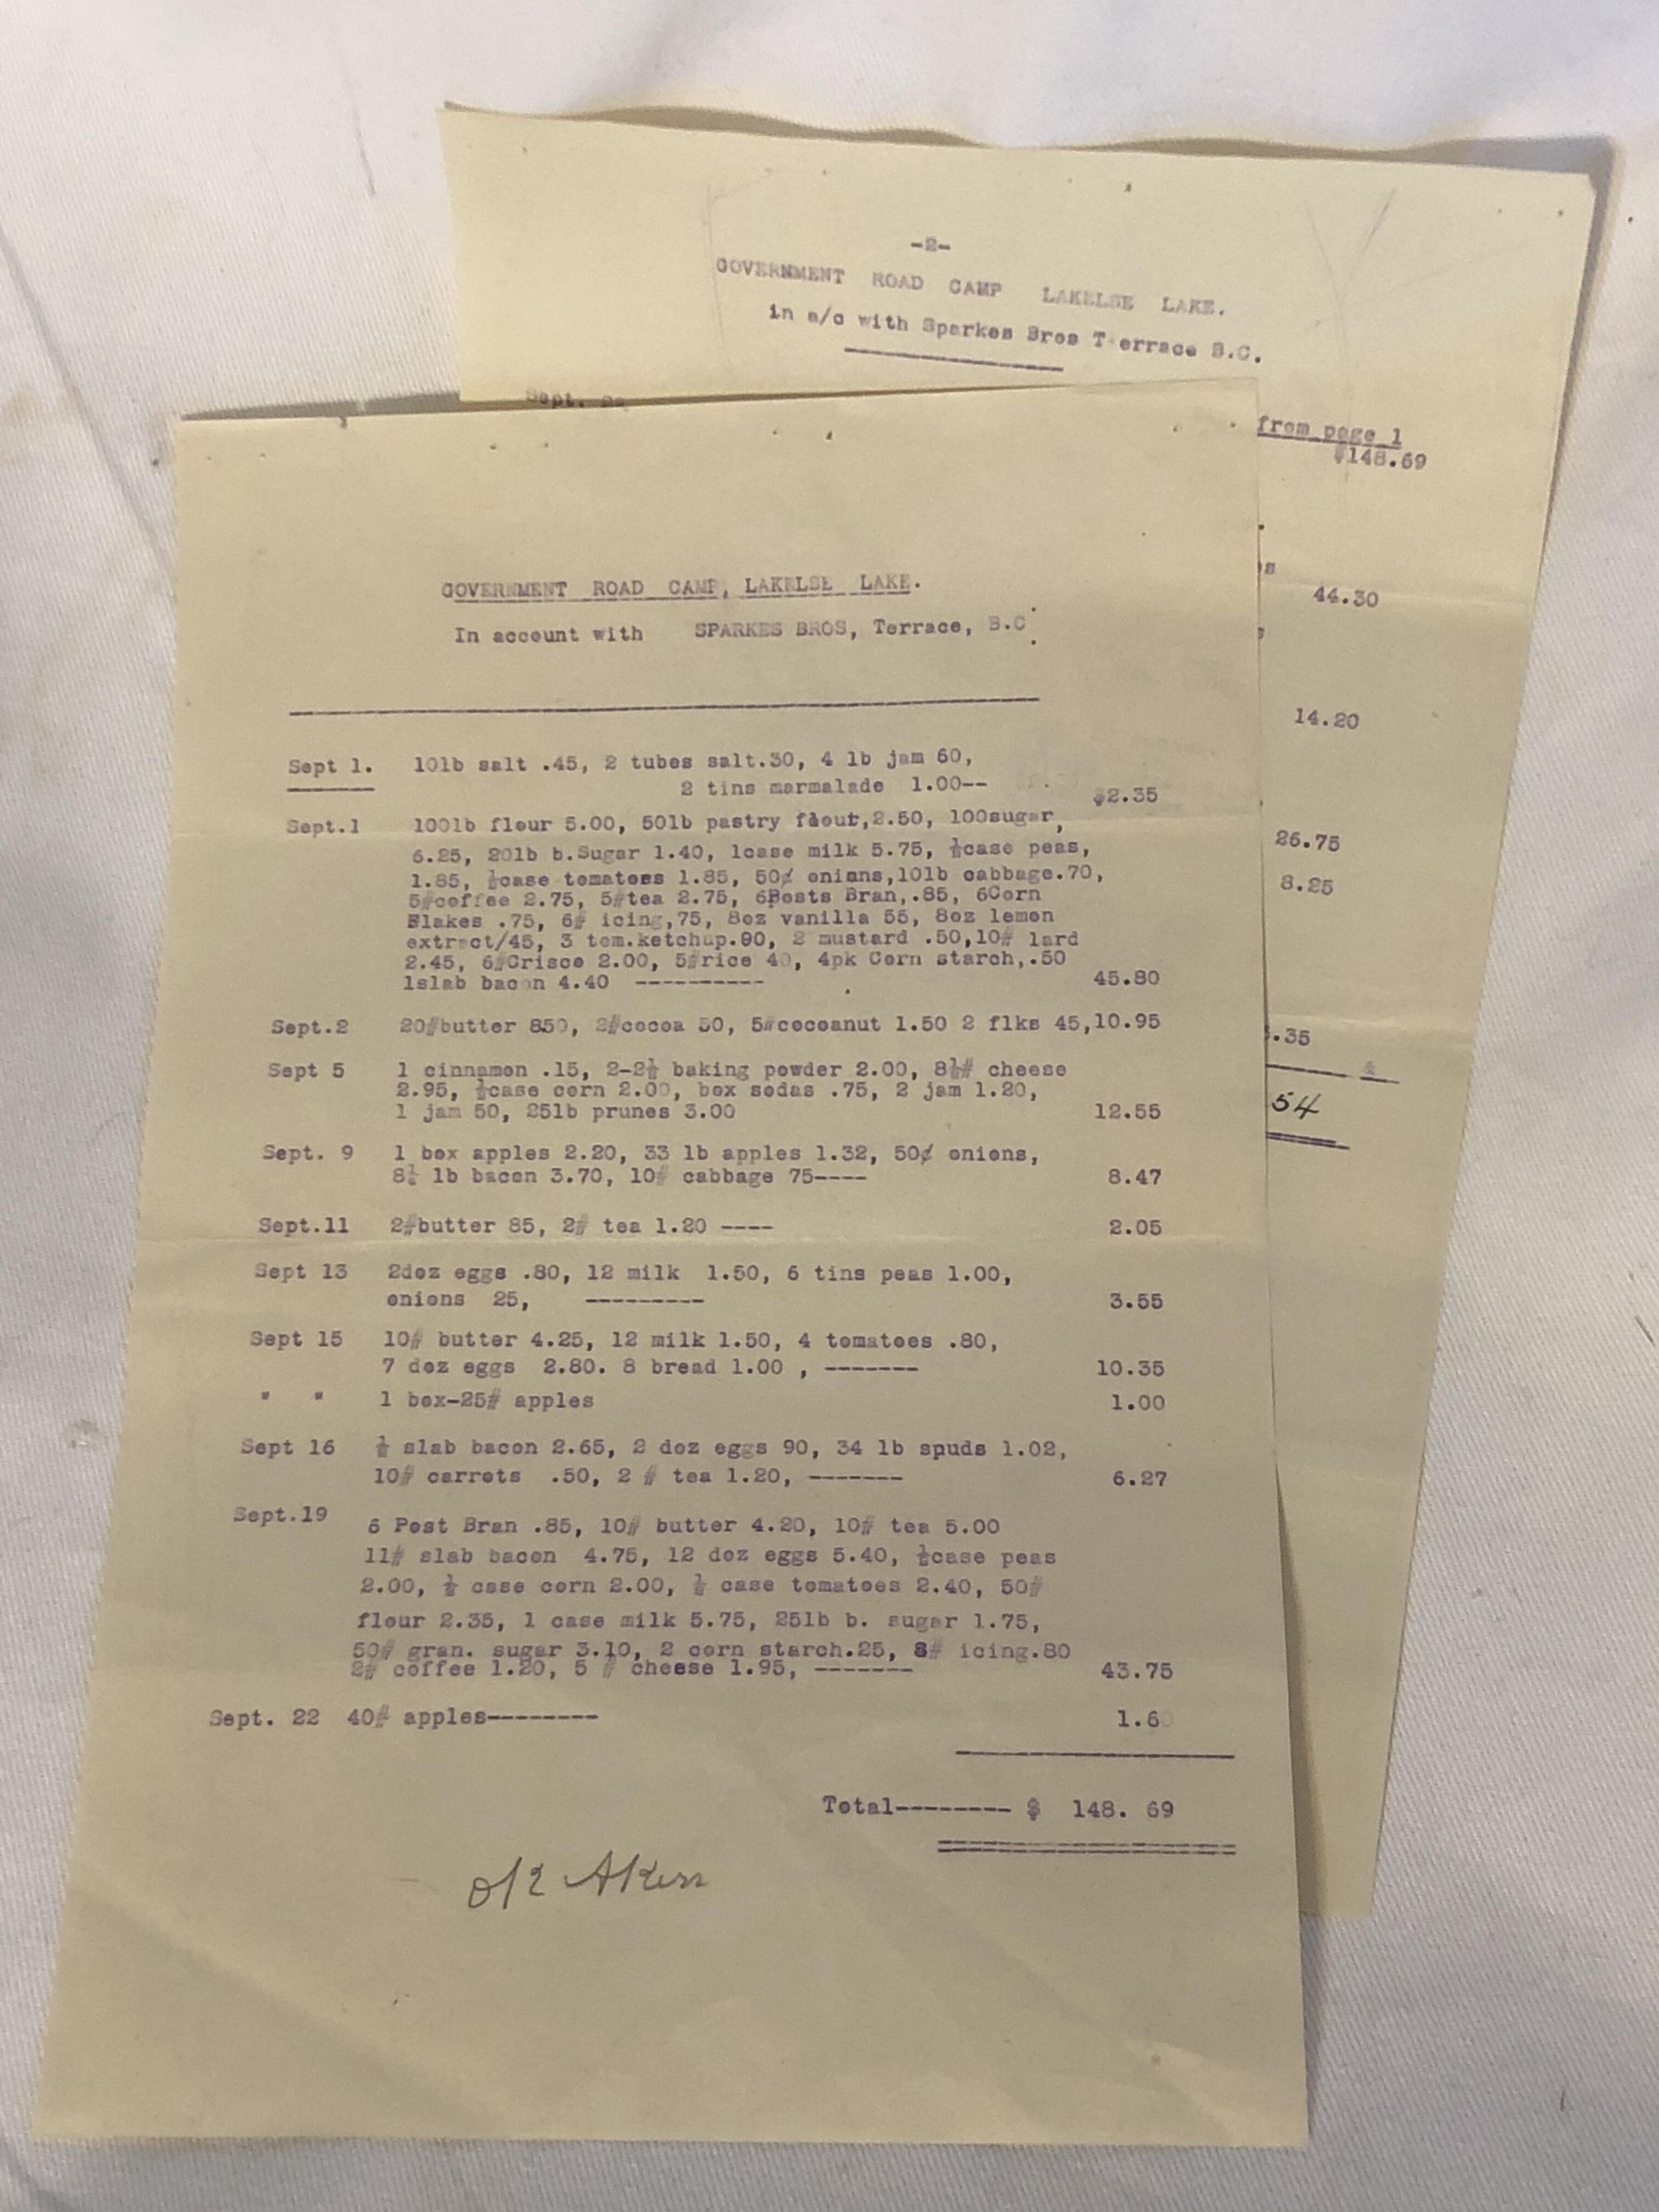 -2-
GOVERNMENT ROAD CAMP LAKELSE LAKE.
in a/c with Sparkes Bros T errace B.C.
Sept. 22
from page 1
$148.69
44.30
14.20
26.75
8.25
.35
54
GOVERNMENT ROAD CAMP, LAKELSE LAKE.
In account with SPARKES BROS, Terrace, B.C.
Sept 1. 10lb salt .45, 2 tubes salt.30, 4 lb jam 60,
2 tins marmalade 1.00-- $2.35
Sept.1 100lb flour 5.00, 50lb pastry flour,2.50, 100sugar,
6.25, 20lb b.Sugar 1.40, 1case milk 5.75, ½case peas,
1.85, ½case tomatoes 1.85, 50¢ onions,10lb cabbage.70,
5#coffee 2.75, 5#tea 2.75, 6Posts Bran,.85, 6Corn
Flakes .75, 6# icing,75, 8oz vanilla 55, 8oz lemon
extract/45, 3 tom.ketchup.90, 2 mustard .50,10# lard
2.45, 6#Crisco 2.00, 5#rice 40, 4pk Corn starch,.50
1slab bacon 4.40 ---------- 45.80
Sept.2 20#butter 850, 2#cocoa 50, 5#cocoanut 1.50 2 flks 45,10.95
Sept 5 1 cinnamon .15, 2-2½ baking powder 2.00, 8½# cheese
2.95, ½case corn 2.00, box sodas .75, 2 jam 1.20,
1 jam 50, 25lb prunes 3.00 12.55
Sept. 9 1 box apples 2.20, 33 lb apples 1.32, 50¢ onions,
8½ lb bacon 3.70, 10# cabbage 75---- 8.47
Sept.11 2#butter 85, 2# tea 1.20 ---- 2.05
Sept 13 2doz eggs .80, 12 milk 1.50, 6 tins peas 1.00,
onions 25, --------- 3.55
Sept 15 10# butter 4.25, 12 milk 1.50, 4 tomatoes .80,
7 doz eggs 2.80. 8 bread 1.00 , ------- 10.35
" " 1 box-25# apples 1.00
Sept 16 ½ slab bacon 2.65, 2 doz eggs 90, 34 lb spuds 1.02,
10# carrots .50, 2 # tea 1.20, ------- 6.27
Sept.19 6 Post Bran .85, 10# butter 4.20, 10# tea 5.00
11# slab bacon 4.75, 12 doz eggs 5.40, ½case peas
2.00, ½ case corn 2.00, ½ case tomatoes 2.40, 50#
flour 2.35, 1 case milk 5.75, 25lb b. sugar 1.75,
50# gran. sugar 3.10, 2 corn starch.25, 8# icing.80
2# coffee 1.20, 5 # cheese 1.95, ------- 43.75
Sept. 22 40# apples-------- 1.60
Total-------- $ 148. 69